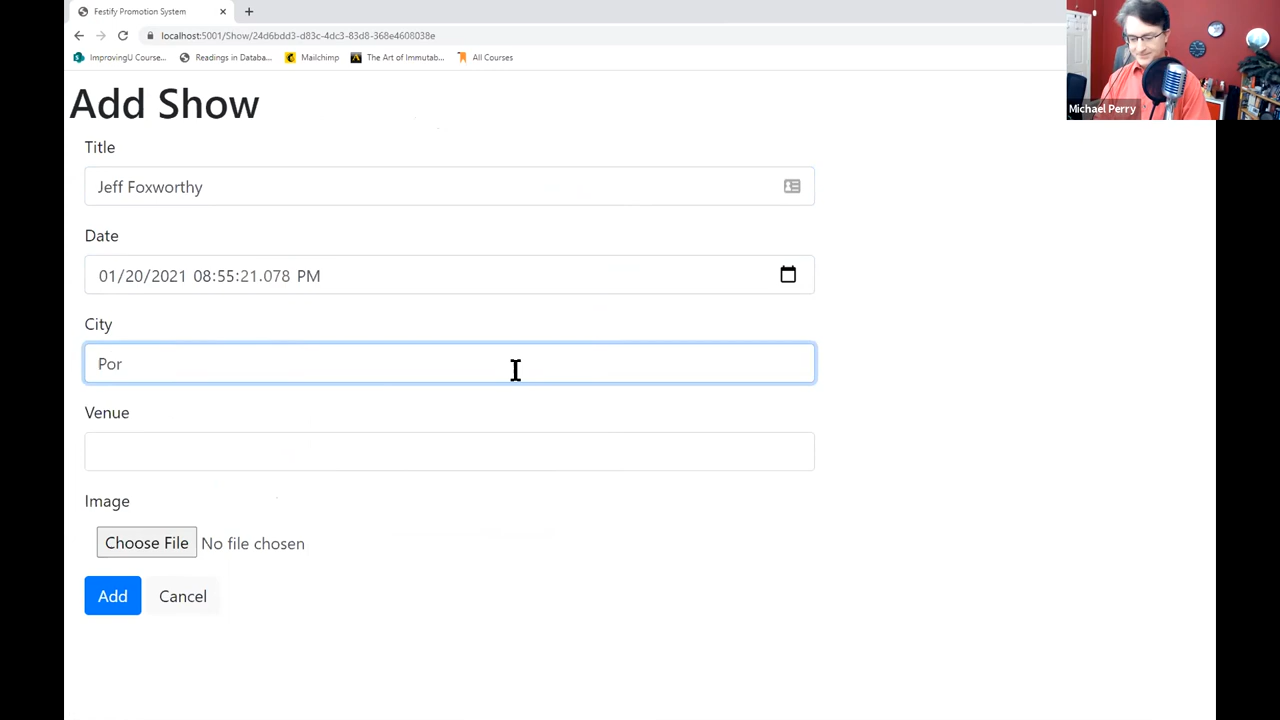 Festify Promotion System
localhost:5001/Show/24d6bdd3-d83c-4dc3-83d8-368e4608038e
ImprovingU Course... Readings in Databa... Mailchimp The Art of Immutab... All Courses
Michael Perry
Add Show
Title
Jeff Foxworthy
Date
01/20/2021 08:55:21.078 PM
City
Por
Venue
Image
Choose File No file chosen
Add Cancel